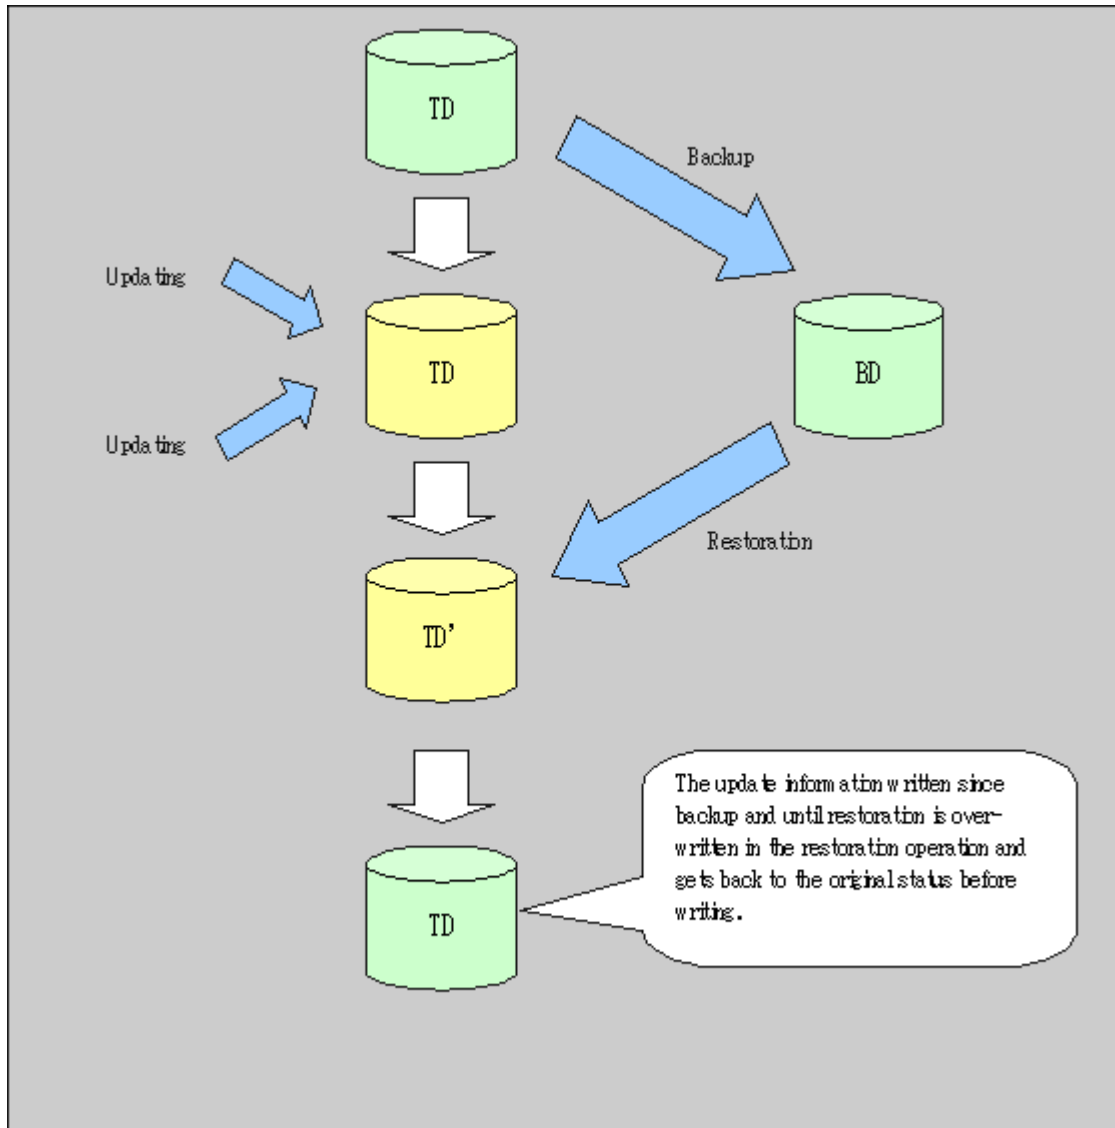 TD
Backup
Updating
TD
BD
Updating
Restoration
TD'
The update information written since
backup and until restoration is over-
written in the restoration operation and
gets back to the original status before
writing.
TD